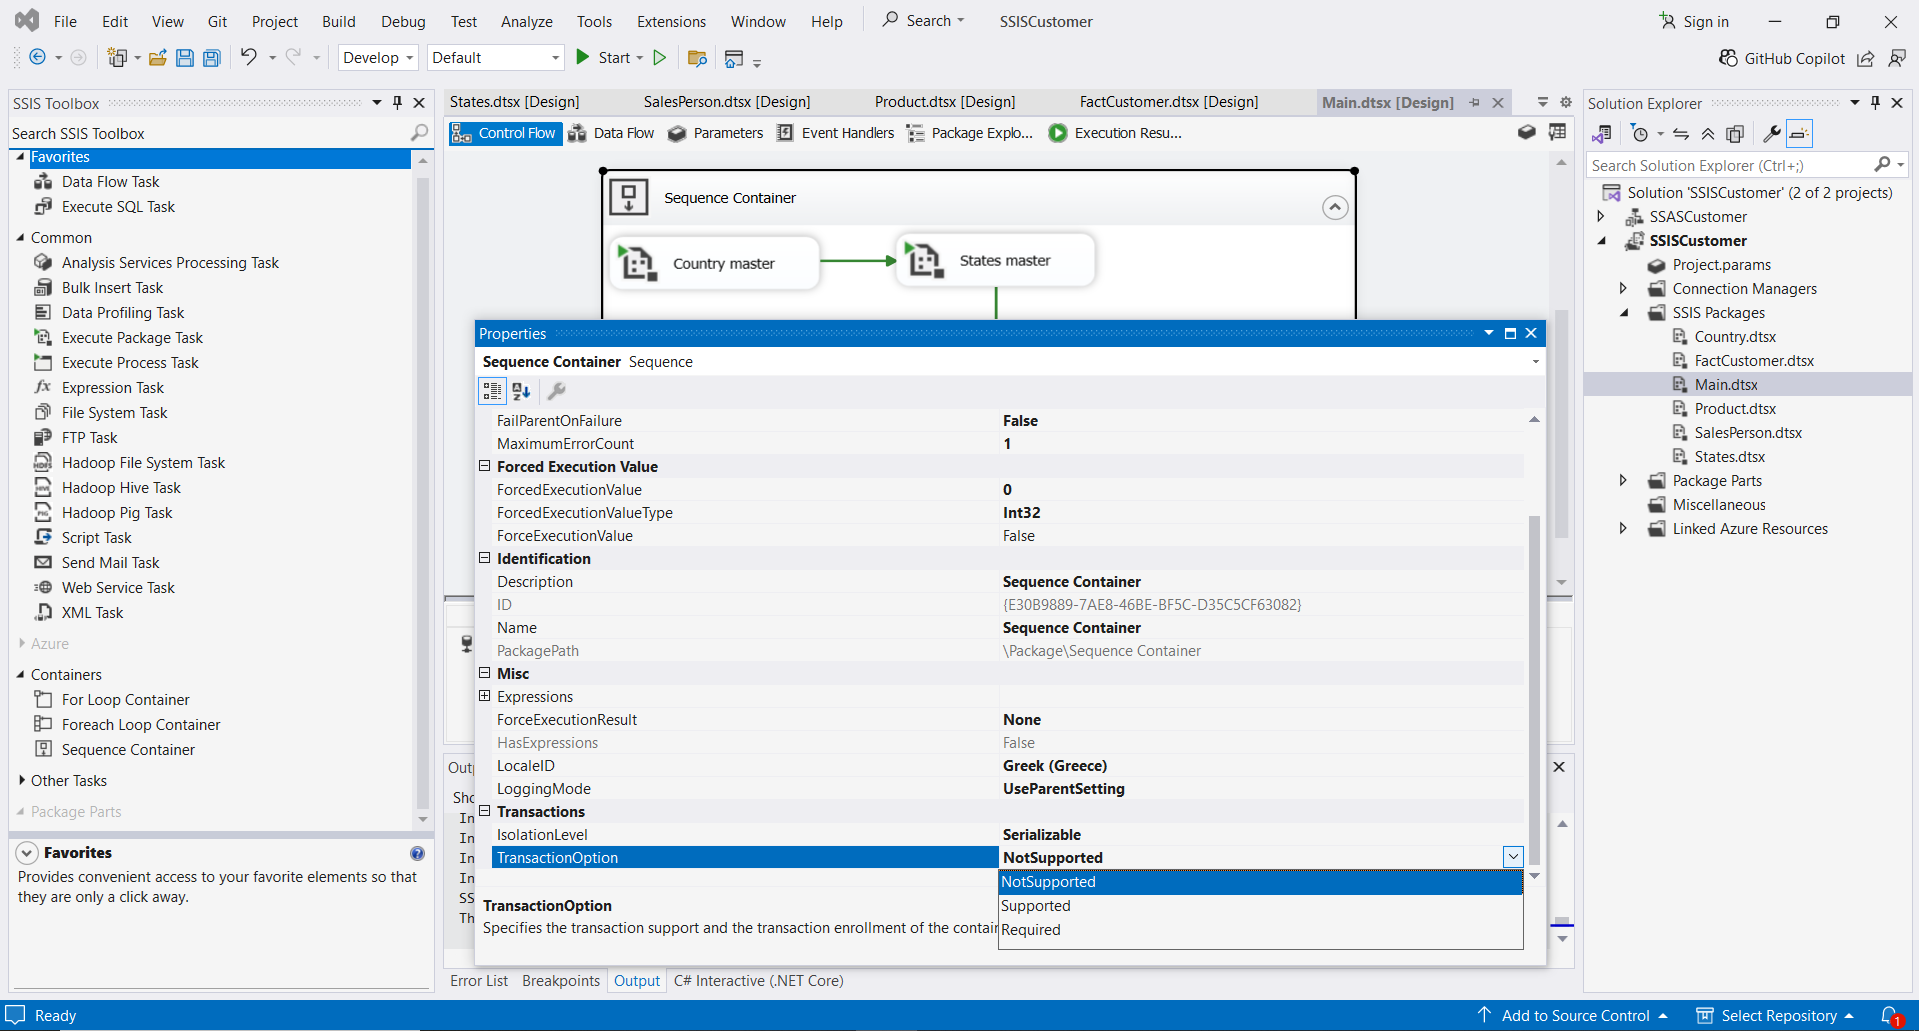 File Edit View Git Project Build Debug Test Analyze Tools Extensions Window Help Search SSISCustomer Sign in
Develop Default Start GitHub Copilot
SSIS Toolbox
Search SSIS Toolbox
Favorites
Data Flow Task
Execute SQL Task
Common
Analysis Services Processing Task
Bulk Insert Task
Data Profiling Task
Execute Package Task
Execute Process Task
Expression Task
File System Task
FTP Task
Hadoop File System Task
Hadoop Hive Task
Hadoop Pig Task
Script Task
Send Mail Task
Web Service Task
XML Task
Azure
Containers
For Loop Container
Foreach Loop Container
Sequence Container
Other Tasks
Package Parts
Favorites
Provides convenient access to your favorite elements so that
they are only a click away.
States.dtsx [Design] SalesPerson.dtsx [Design] Product.dtsx [Design] FactCustomer.dtsx [Design] Main.dtsx [Design]
Control Flow Data Flow Parameters Event Handlers Package Explo... Execution Resu...
Sequence Container
Country master
States master
Properties
Sequence Container Sequence
FailParentOnFailure False
MaximumErrorCount 1
Forced Execution Value
ForcedExecutionValue 0
ForcedExecutionValueType Int32
ForceExecutionValue False
Identification
Description Sequence Container
ID {E30B9889-7AE8-46BE-BF5C-D35C5CF63082}
Name Sequence Container
PackagePath \Package\Sequence Container
Misc
Expressions
ForceExecutionResult None
HasExpressions False
LocaleID Greek (Greece)
LoggingMode UseParentSetting
Transactions
IsolationLevel Serializable
TransactionOption NotSupported
NotSupported
Supported
Required
TransactionOption
Specifies the transaction support and the transaction enrollment of the contai
Out
Sho
In
In
In
In
SS
Th
Error List Breakpoints Output C# Interactive (.NET Core)
Solution Explorer
Search Solution Explorer (Ctrl+;)
Solution 'SSISCustomer' (2 of 2 projects)
SSASCustomer
SSISCustomer
Project.params
Connection Managers
SSIS Packages
Country.dtsx
FactCustomer.dtsx
Main.dtsx
Product.dtsx
SalesPerson.dtsx
States.dtsx
Package Parts
Miscellaneous
Linked Azure Resources
Ready Add to Source Control Select Repository 1